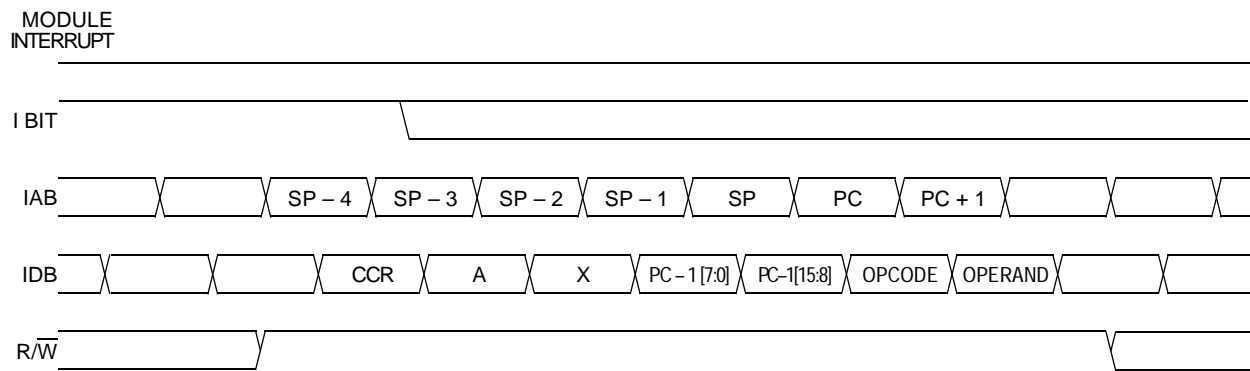 MODULE
INTERRUPT
I BIT
IAB SP – 4 SP – 3 SP – 2 SP – 1 SP PC PC + 1
IDB CCR A X PC – 1 [7:0] PC–1[15:8] OPCODE OPERAND
R/W